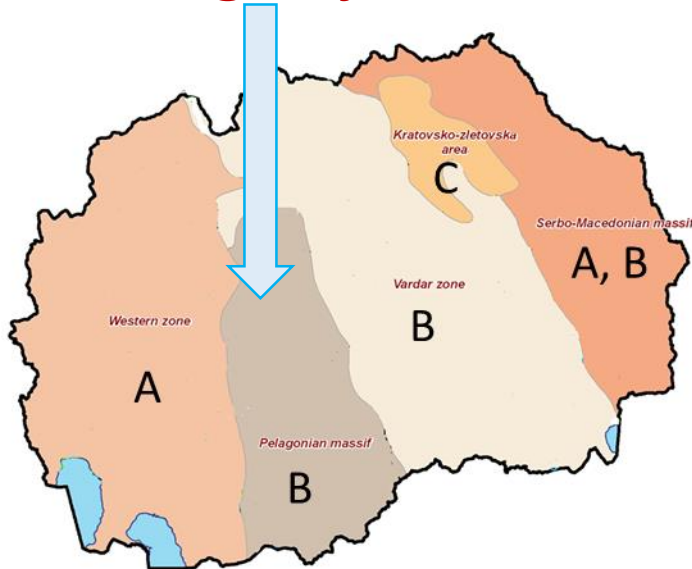 Kratovsko-zletovska
area
C
Serbo-Macedonian massif
A, B
Vardar zone
B
Western zone
A
Pelagonian massif
B